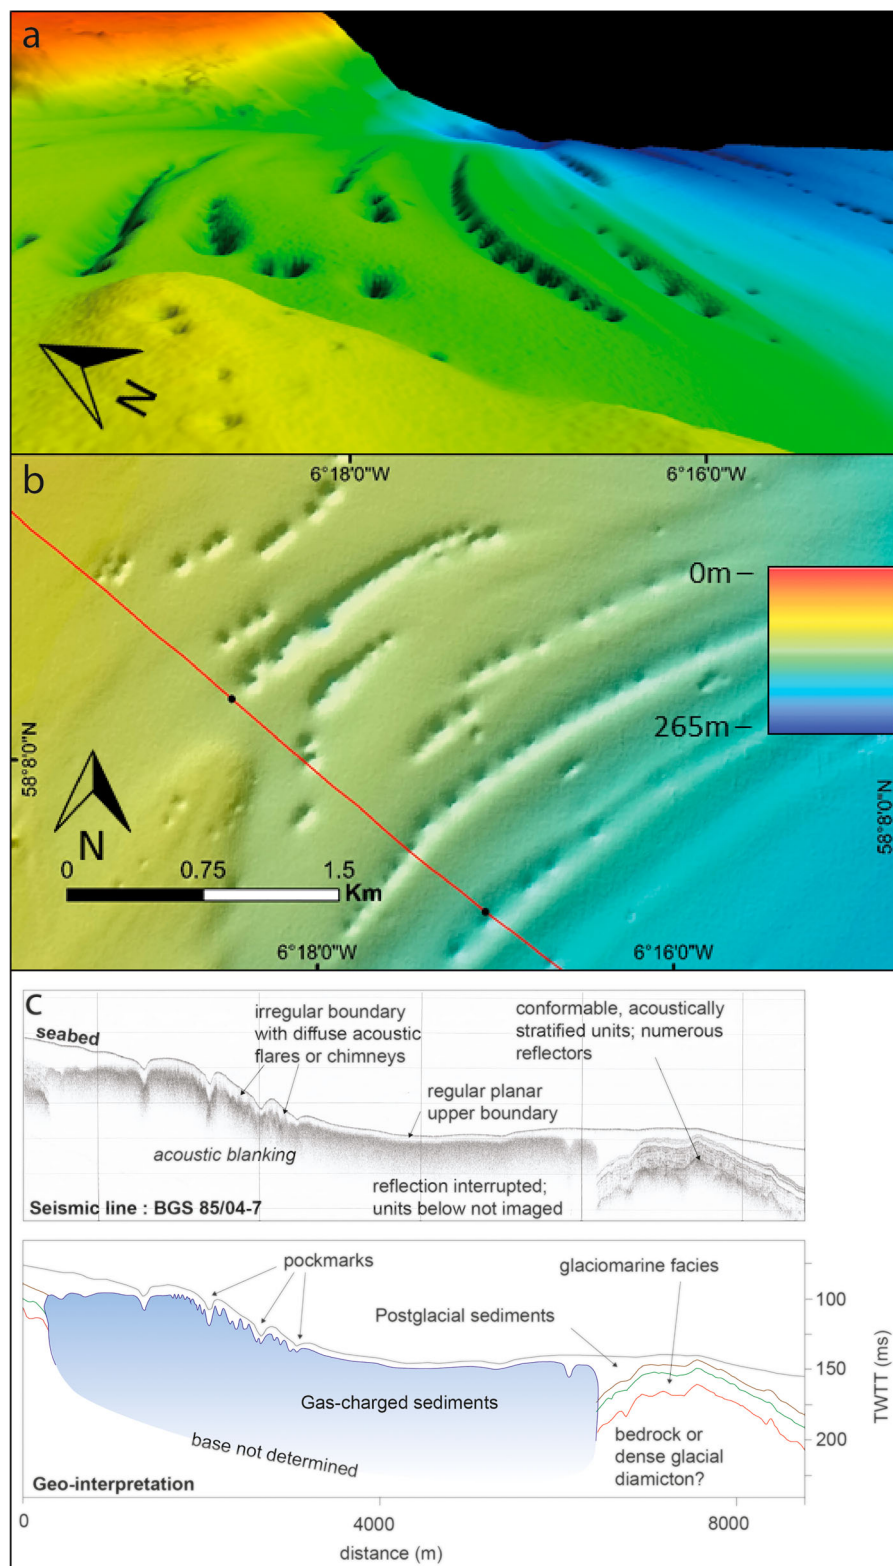 a
N
b
6°18'0"W
6°16'0"W
0m
265m
58°8'0"N
58°8'0"N
N
0
0.75
1.5
Km
6°18'0"W
6°16'0"W
c
seabed
irregular boundary
with diffuse acoustic
flares or chimneys
conformable, acoustically
stratified units; numerous
reflectors
regular planar
upper boundary
acoustic blanking
reflection interrupted;
units below not imaged
Seismic line : BGS 85/04-7
pockmarks
glaciomarine facies
Postglacial sediments
100
150
200
TWTT (ms)
Gas-charged sediments
base not determined
bedrock or
dense glacial
diamicton?
Geo-interpretation
0
4000
8000
distance (m)